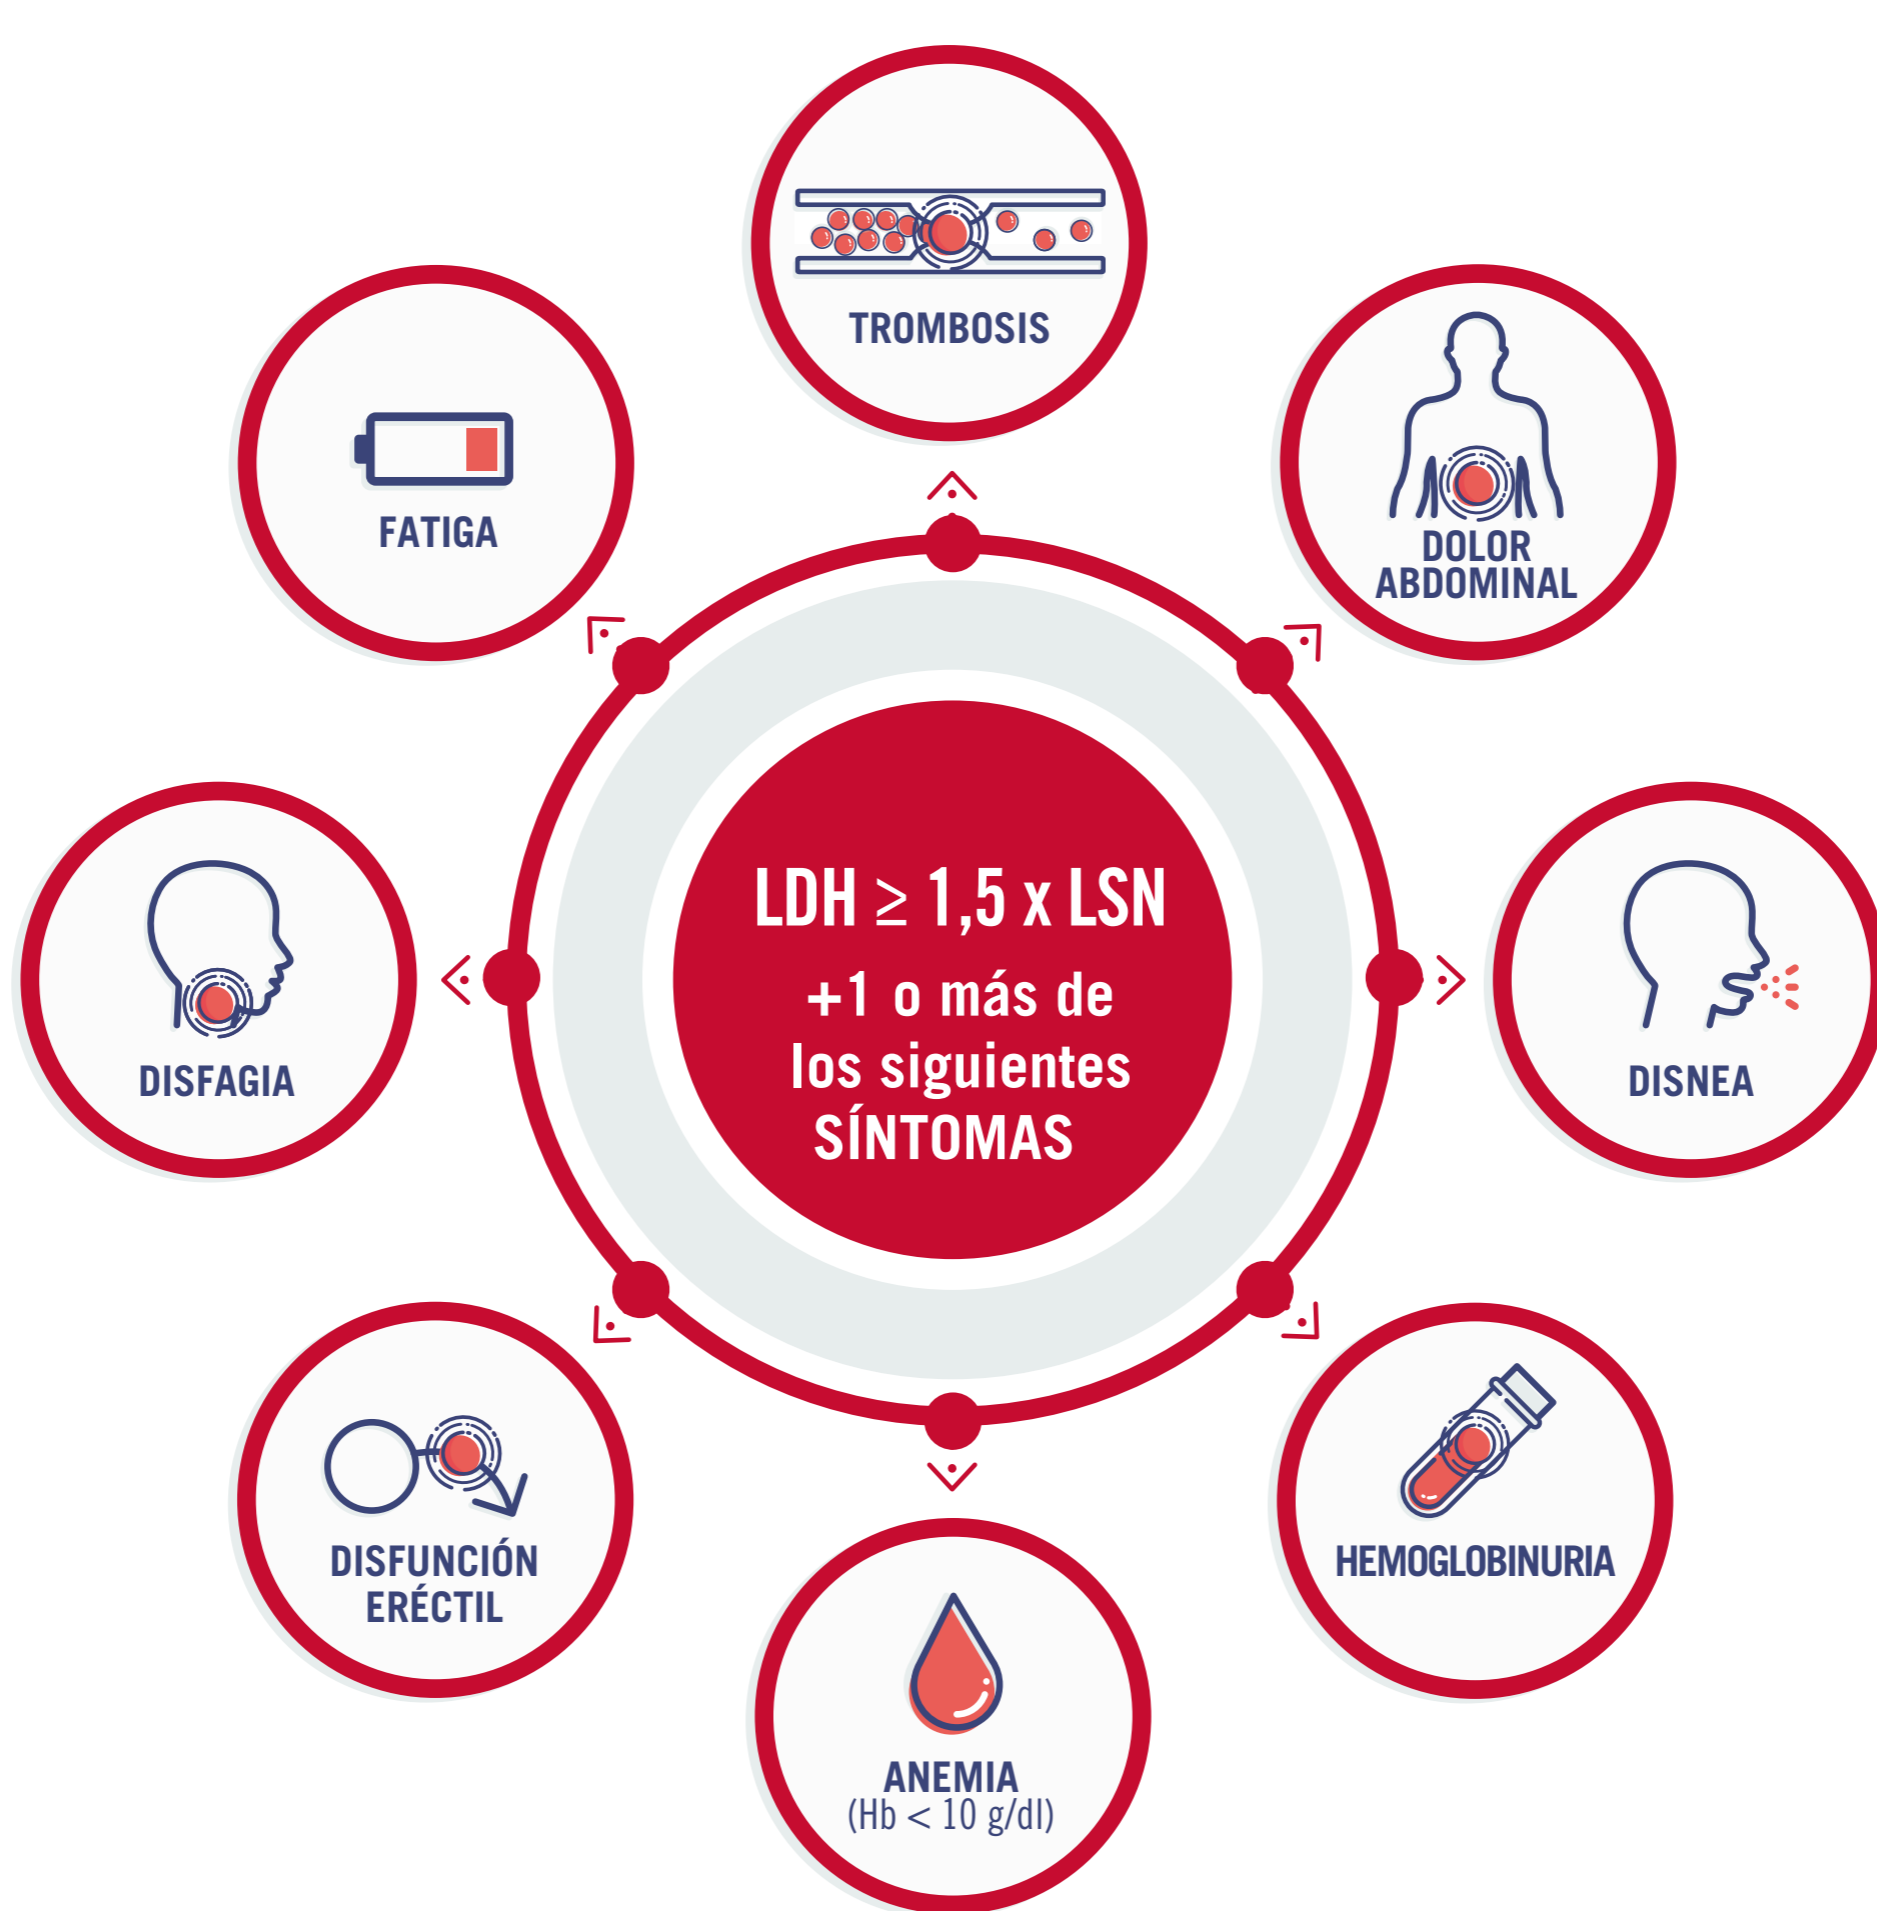 TROMBOSIS
FATIGA
DOLOR
ABDOMINAL
LDH ≥ 1,5 x LSN
+1 o más de
los siguientes
SÍNTOMAS
DISFAGIA
DISNEA
DISFUNCIÓN
ERÉCTIL
HEMOGLOBINURIA
ANEMIA
(Hb < 10 g/dl)